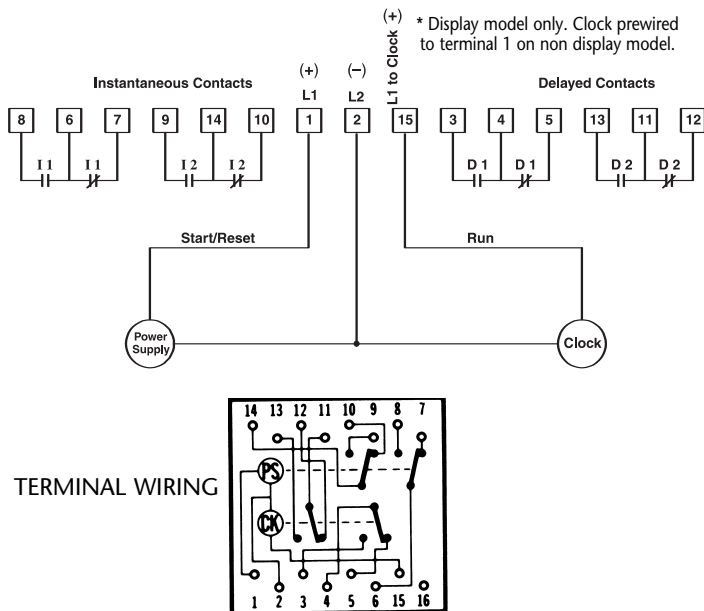 * Display model only. Clock prewired
to terminal 1 on non display model.
(+)
L1 to Clock
(+)
L1
(–)
L2
Instantaneous Contacts
Delayed Contacts
8 6 7 9 14 10 1 2 15 3 4 5 13 11 12
I 1 I 1 I 2 I 2 D 1 D 1 D 2 D 2
Start/Reset
Run
Power
Supply
Clock
TERMINAL WIRING
14 13 12 11 10 9 8 7
PS
CK
1 2 3 4 5 6 15 16